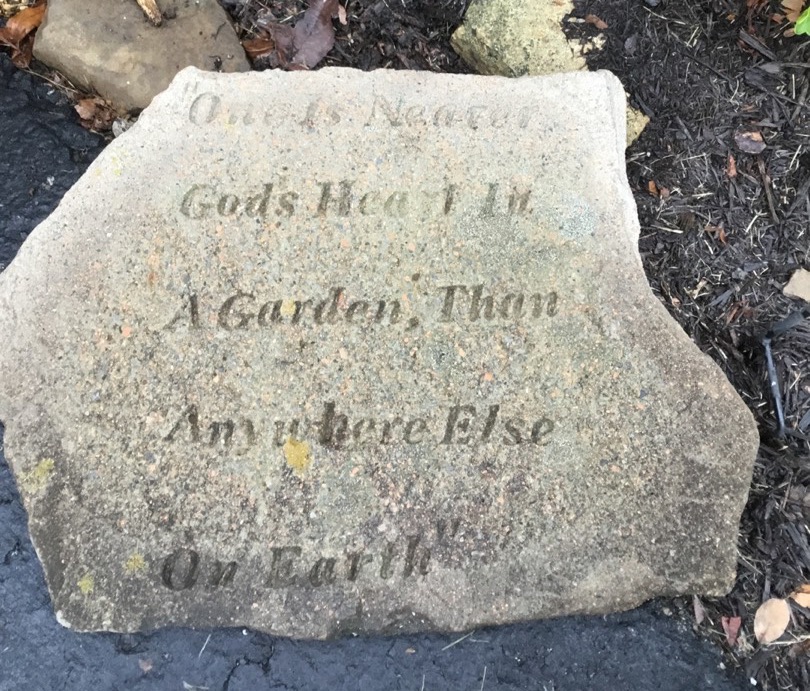 "One Is Nearer
Gods Heart In
A Garden, Than
Anywhere Else
On Earth"